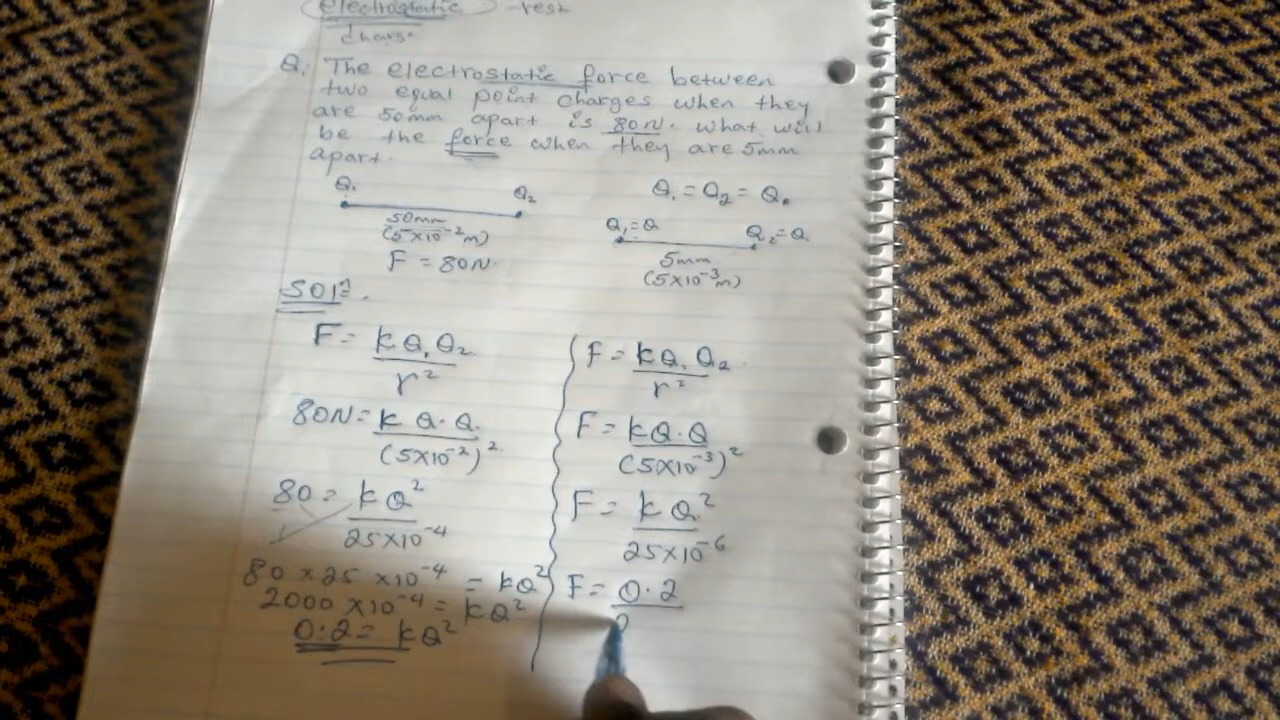 electrostatic
charge
Q. The electrostatic force between
two equal point charges when they
are 50mm apart is 80N. What will
be the force when they are 5mm
apart.
Q₁ Q₂
50mm
(5×10⁻²m)
F = 80N
Q₁ = Q₂ = Q.
Q₁=Q Q₂=Q
5mm
(5×10⁻³m)
Solⁿ.
F = kQ₁Q₂/r²
80N = kQ.Q./(5×10⁻²)²
80 = kQ²/25×10⁻⁴
80 ×25 ×10⁻⁴ = kQ²
2000 ×10⁻⁴ = kQ²
0.2 = kQ²
F = kQ₁Q₂/r²
F = kQ.Q/(5×10⁻³)²
F = kQ²/25×10⁻⁶
F = 0.2